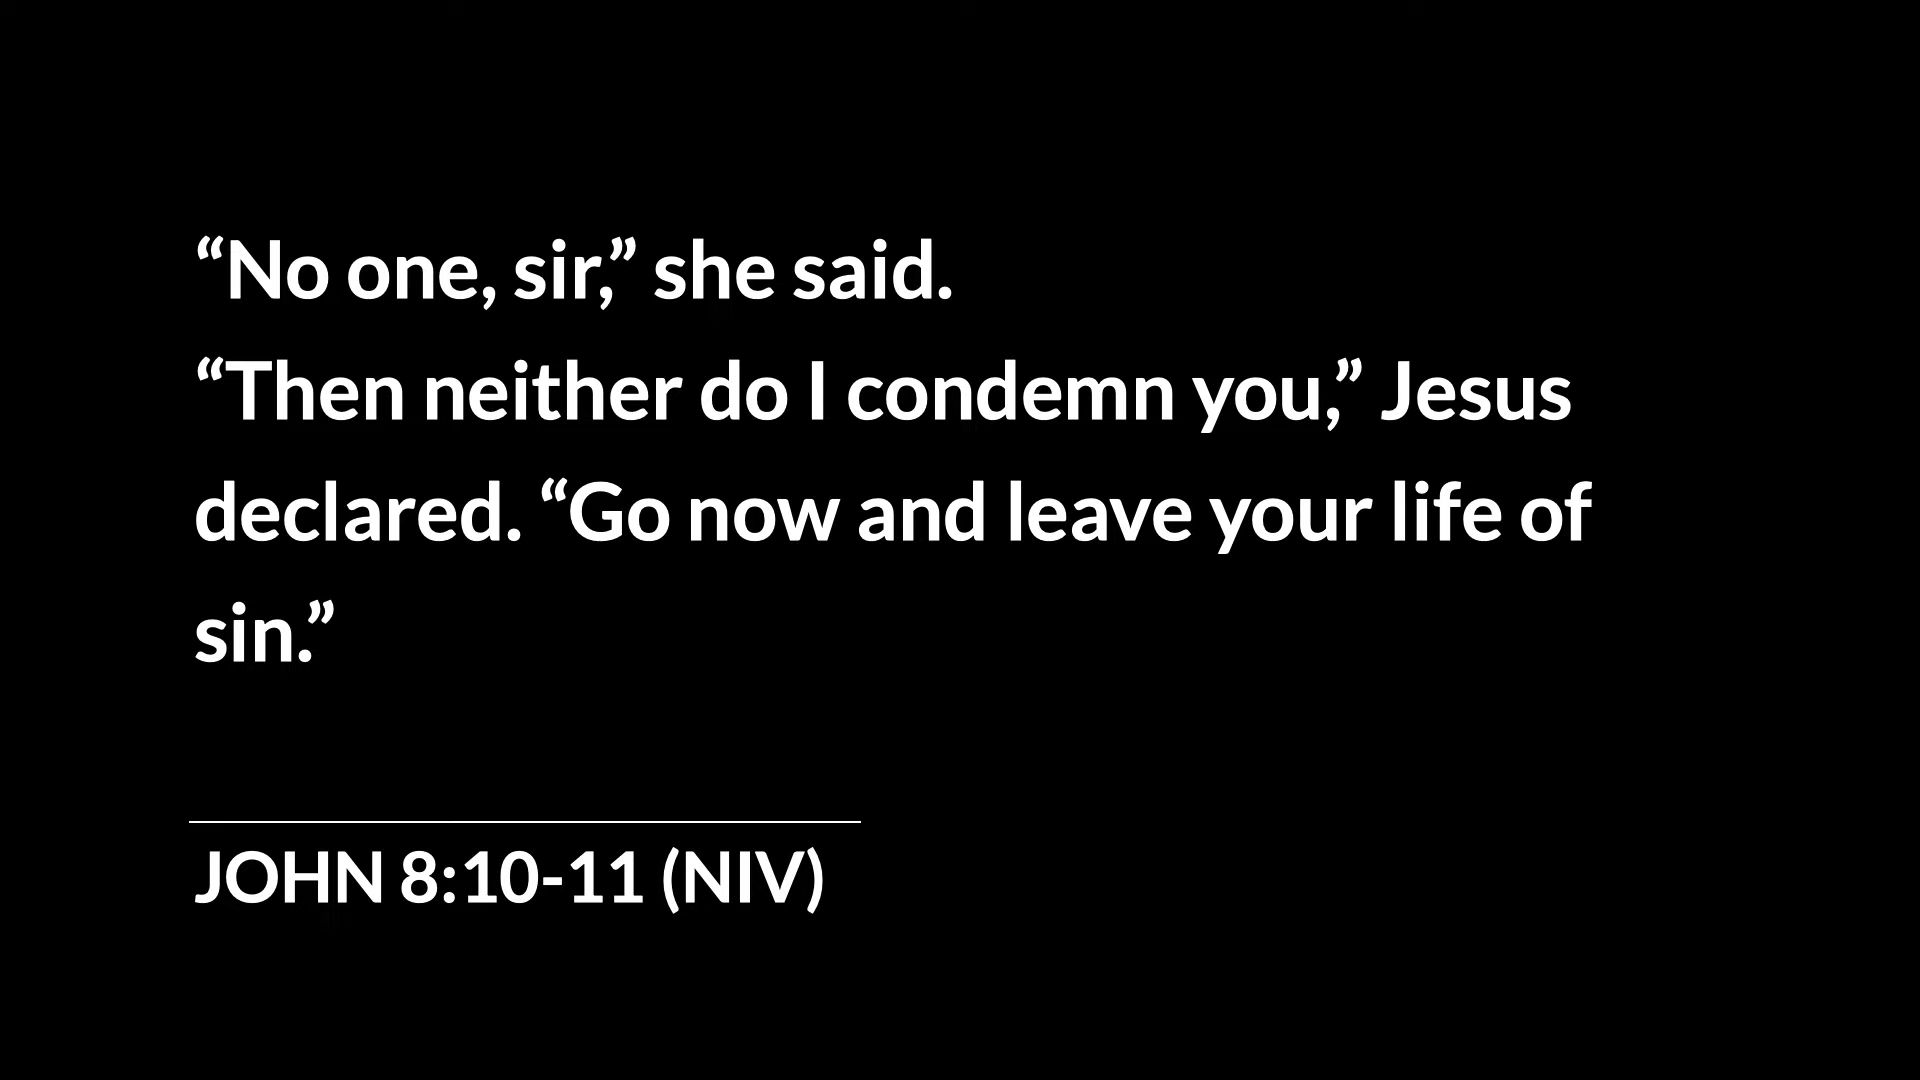 “No one, sir,” she said.
“Then neither do I condemn you,” Jesus
declared. “Go now and leave your life of
sin.”
JOHN 8:10-11 (NIV)